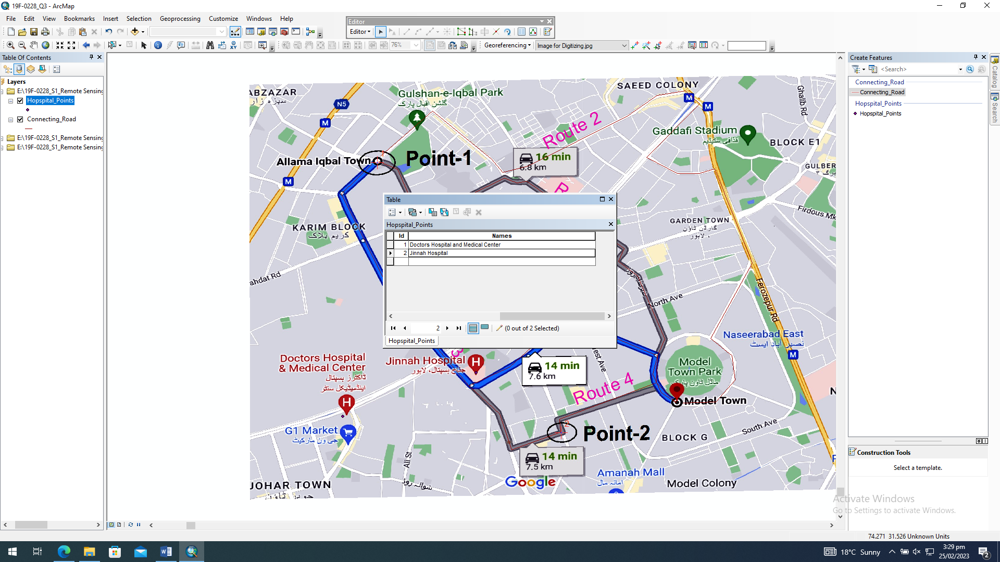 19F-0228_Q3 - ArcMap
File Edit View Bookmarks Insert Selection Geoprocessing Customize Windows Help
Editor
Editor
76%
Georeferencing
Image for Digitizing.jpg
Table Of Contents
Layers
E:\19F-0228_S1_Remote Sensing
Hopspital_Points
Connecting_Road
E:\19F-0228_S1_Remote Sensing
E:\19F-0228_S1_Remote Sensing
ABZAZAR
سبزہ زار
N5
M
M
Gulshan-e-Iqbal Park
گلشن اقبال پارک
SAEED COLONY
M
M
Ghalib Rd
Route 2
Gaddafi Stadium
قذافی سٹیڈیم
BLOCK E1
Allama Iqbal Town
Point-1
16 min
6.8 km
GULBER
R
Firdous Mk
KARIM BLOCK
کریم بلاک
GARDEN TOWN
گارڈن ٹاؤن
، لاہور
ahdat Rd
North Ave
Ferozepur Rd
Table
Hopspital_Points
Id Names
1 Doctors Hospital and Medical Center
2 Jinnah Hospital
2
(0 out of 2 Selected)
Hopspital_Points
Naseerabad East
نصیر آباد ایسٹ
M
Doctors Hospital
& Medical Center
ڈاکٹرز ہسپتال
اینڈمیڈیکل سنٹر
H
Jinnah Hospital
جناح ہسپتال، لاہور
H
3
14 min
7.6 km
est Ave
Model
Town Park
ماڈل ٹاؤن پارک
Route 4
Model Town
G1 Market
جی ون مارکیٹ
2
Point-2
BLOCK G
South Ave
14 min
7.5 km
Ali St
Google
Amanah Mall
امانہ مال
Model Colony
JOHAR TOWN
شوالہ روڈ
Create Features
<Search>
Connecting_Road
Connecting_Road
Hopspital_Points
Hopspital_Points
Catalog
Search
Construction Tools
Select a template.
Activate Windows
Go to Settings to activate Windows.
74.271 31.526 Unknown Units
18°C Sunny
3:29 pm
25/02/2023
2